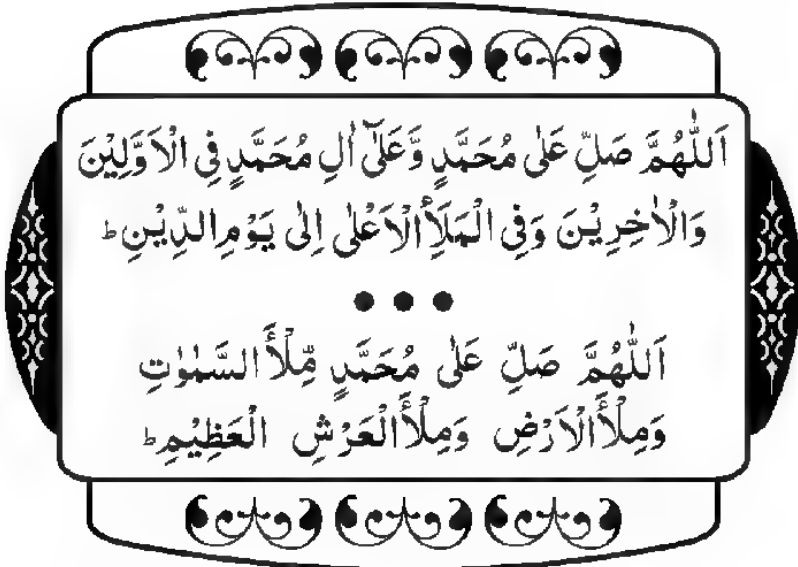 اَللّٰهُمَّ صَلِّ عَلٰى مُحَمَّدٍ وَّعَلٰٓى اٰلِ مُحَمَّدٍ فِى الْاَوَّلِيْنَ
وَالْاٰخِرِيْنَ وَفِى الْمَلَأِ الْاَعْلٰى اِلٰى يَوْمِ الدِّيْنِ ؕ
اَللّٰهُمَّ صَلِّ عَلٰى مُحَمَّدٍ مِّلْأَ السَّمٰوٰتِ
وَمِلْأَ الْاَرْضِ وَمِلْأَ الْعَرْشِ الْعَظِيْمِ ؕ